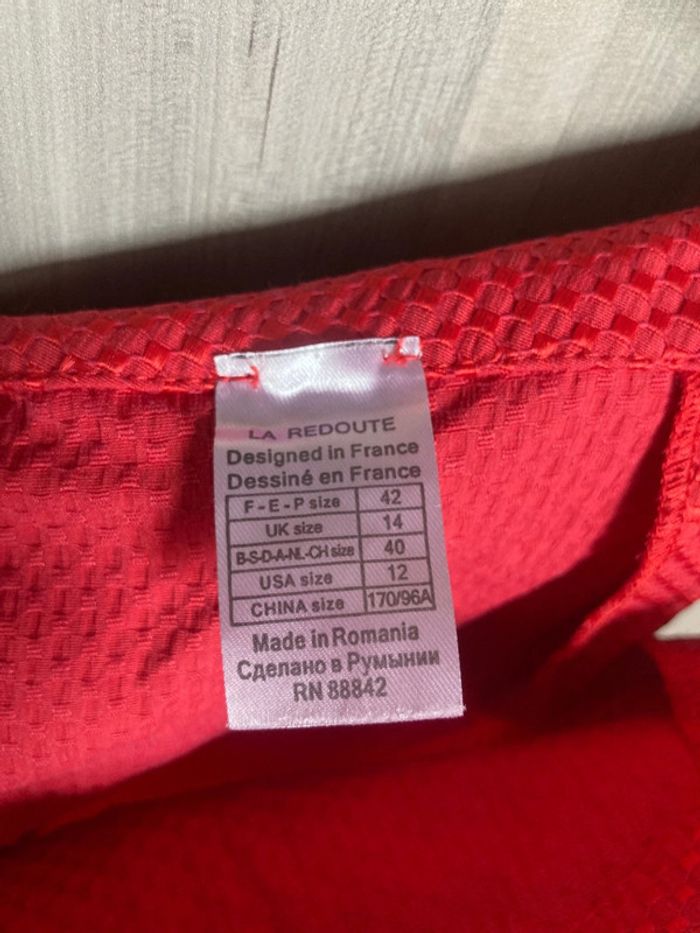 LA REDOUTE
Designed in France
Dessiné en France
F-E-P size 42
UK size 14
B-S-D-A-NL-CH size 40
USA size 12
CHINA size 170/96A
Made in Romania
Сделано в Румынии
RN 88842